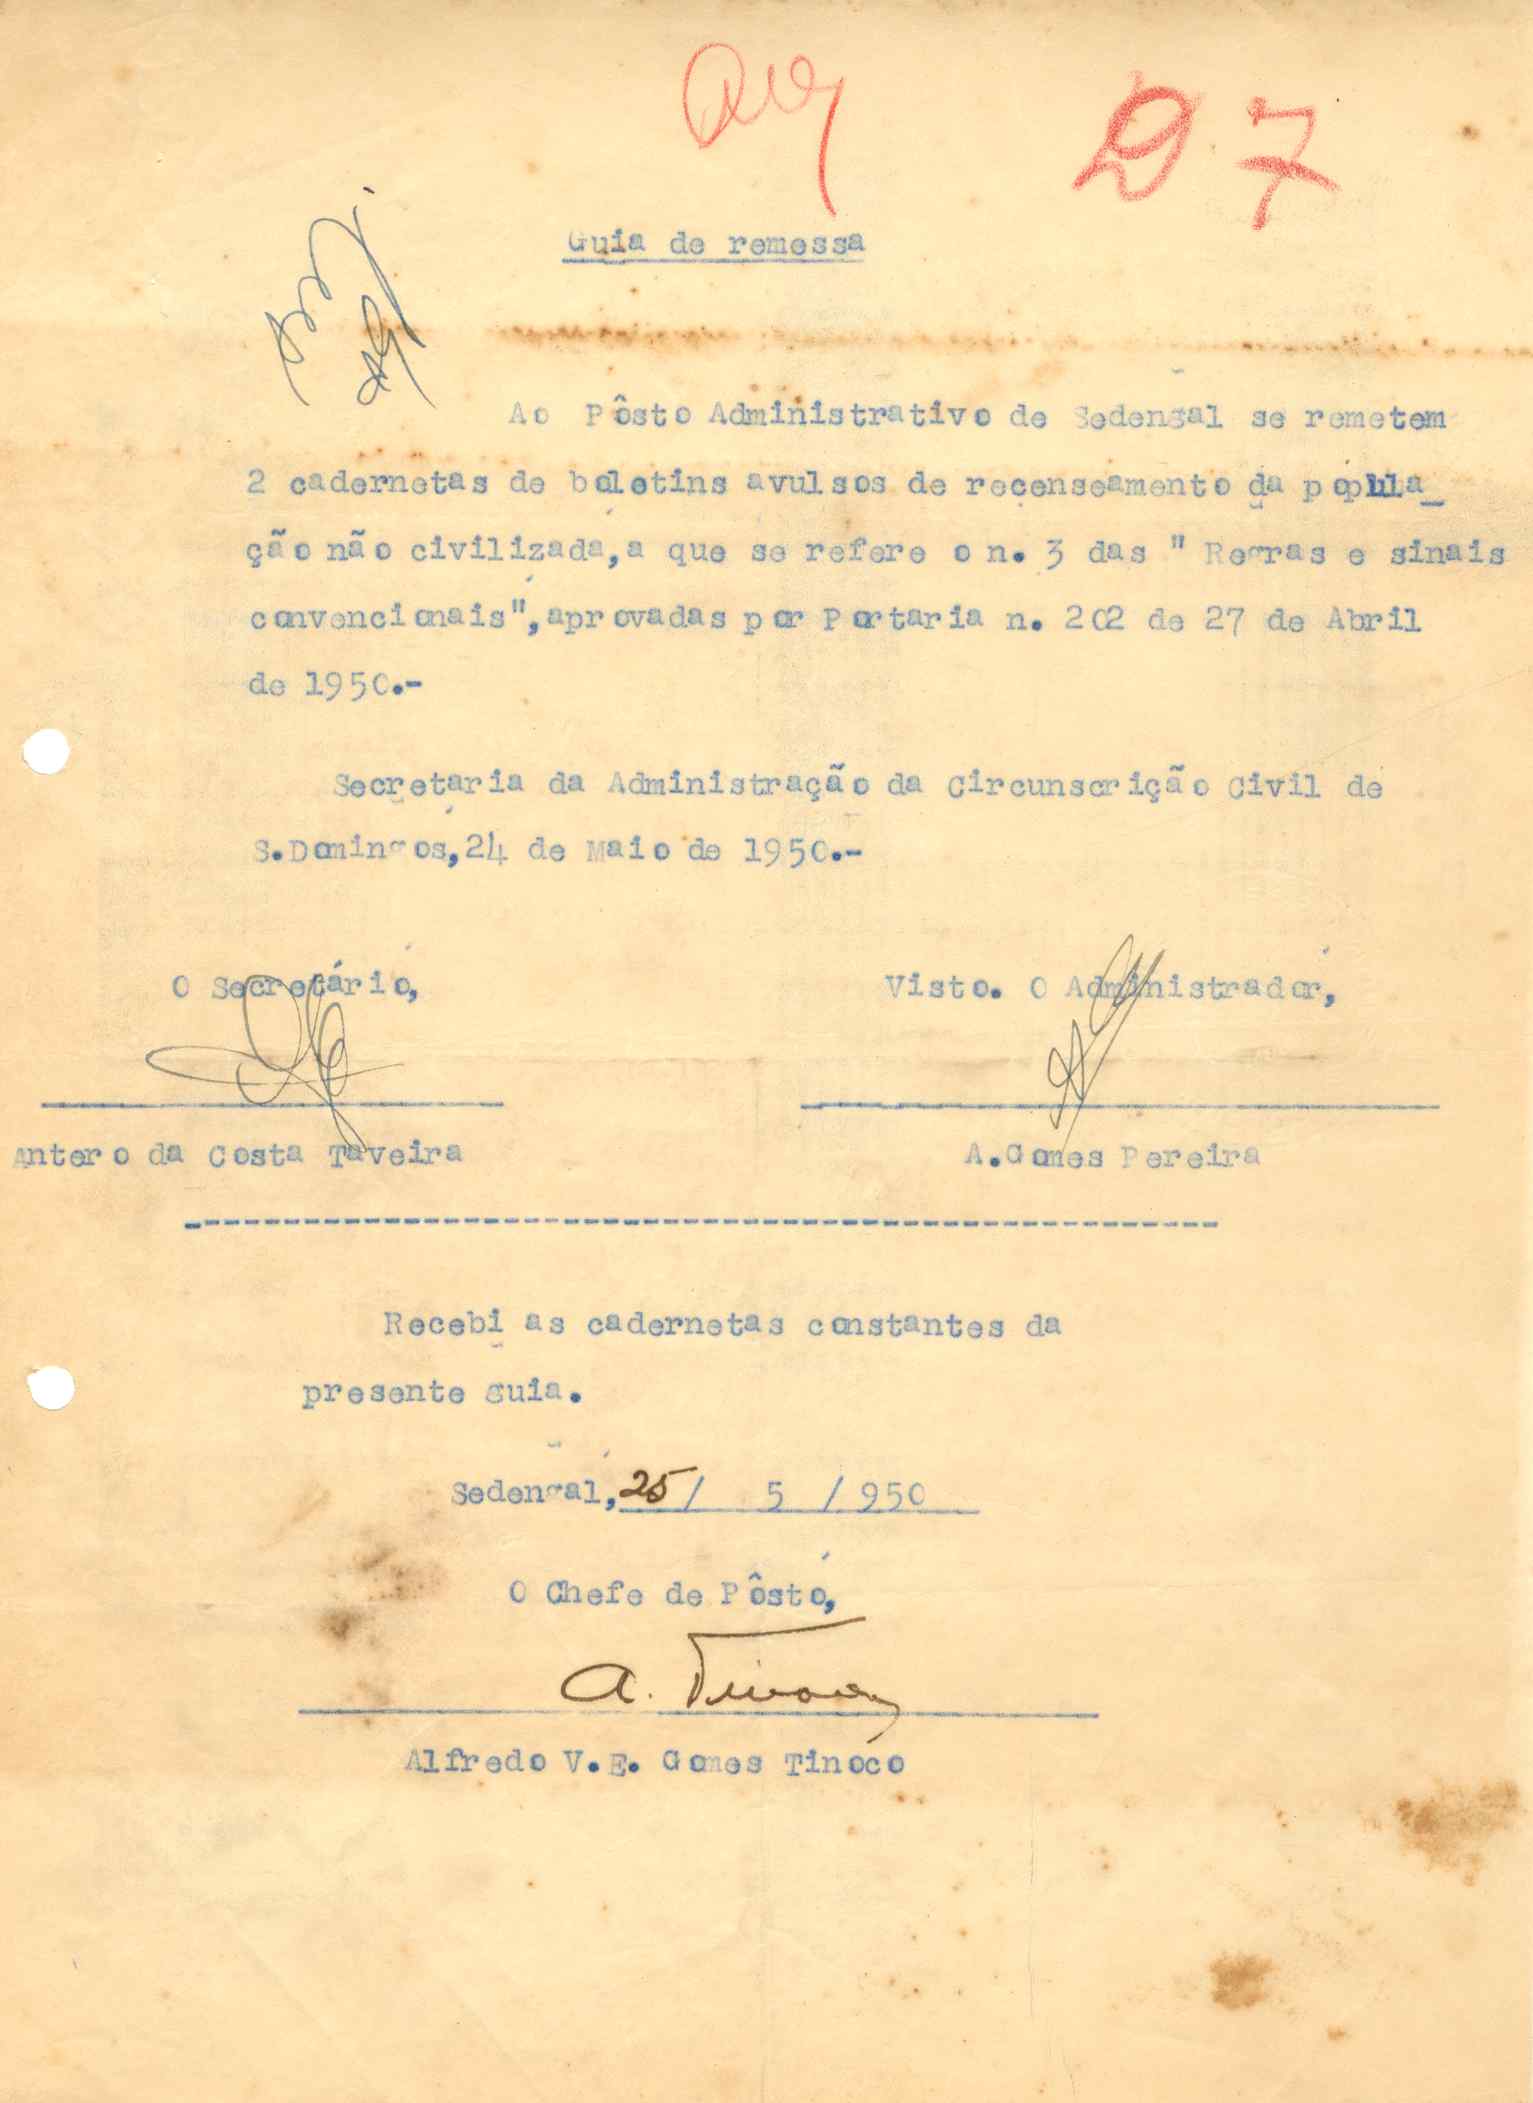 D 7
Guia de remessa
Ao Pôsto Administrativo de Sedengal se remetem
2 cadernetas de boletins avulsos de recenseamento da popula_
ção não civilizada, a que se refere o n. 3 das " Regras e sinais
convencionais", aprovadas por Portaria n. 202 de 27 de Abril
de 1950.-
Secretaria da Administração da Circunscrição Civil de
S.Domingos, 24 de Maio de 1950.-
O Secretário, Visto. O Administrador,
Antero da Costa Taveira A.Gomes Pereira
Recebi as cadernetas constantes da
presente guia.
Sedengal, 25/ 5 /950
O Chefe de Pôsto,
A. Tinoco
Alfredo V.E. Gomes Tinoco